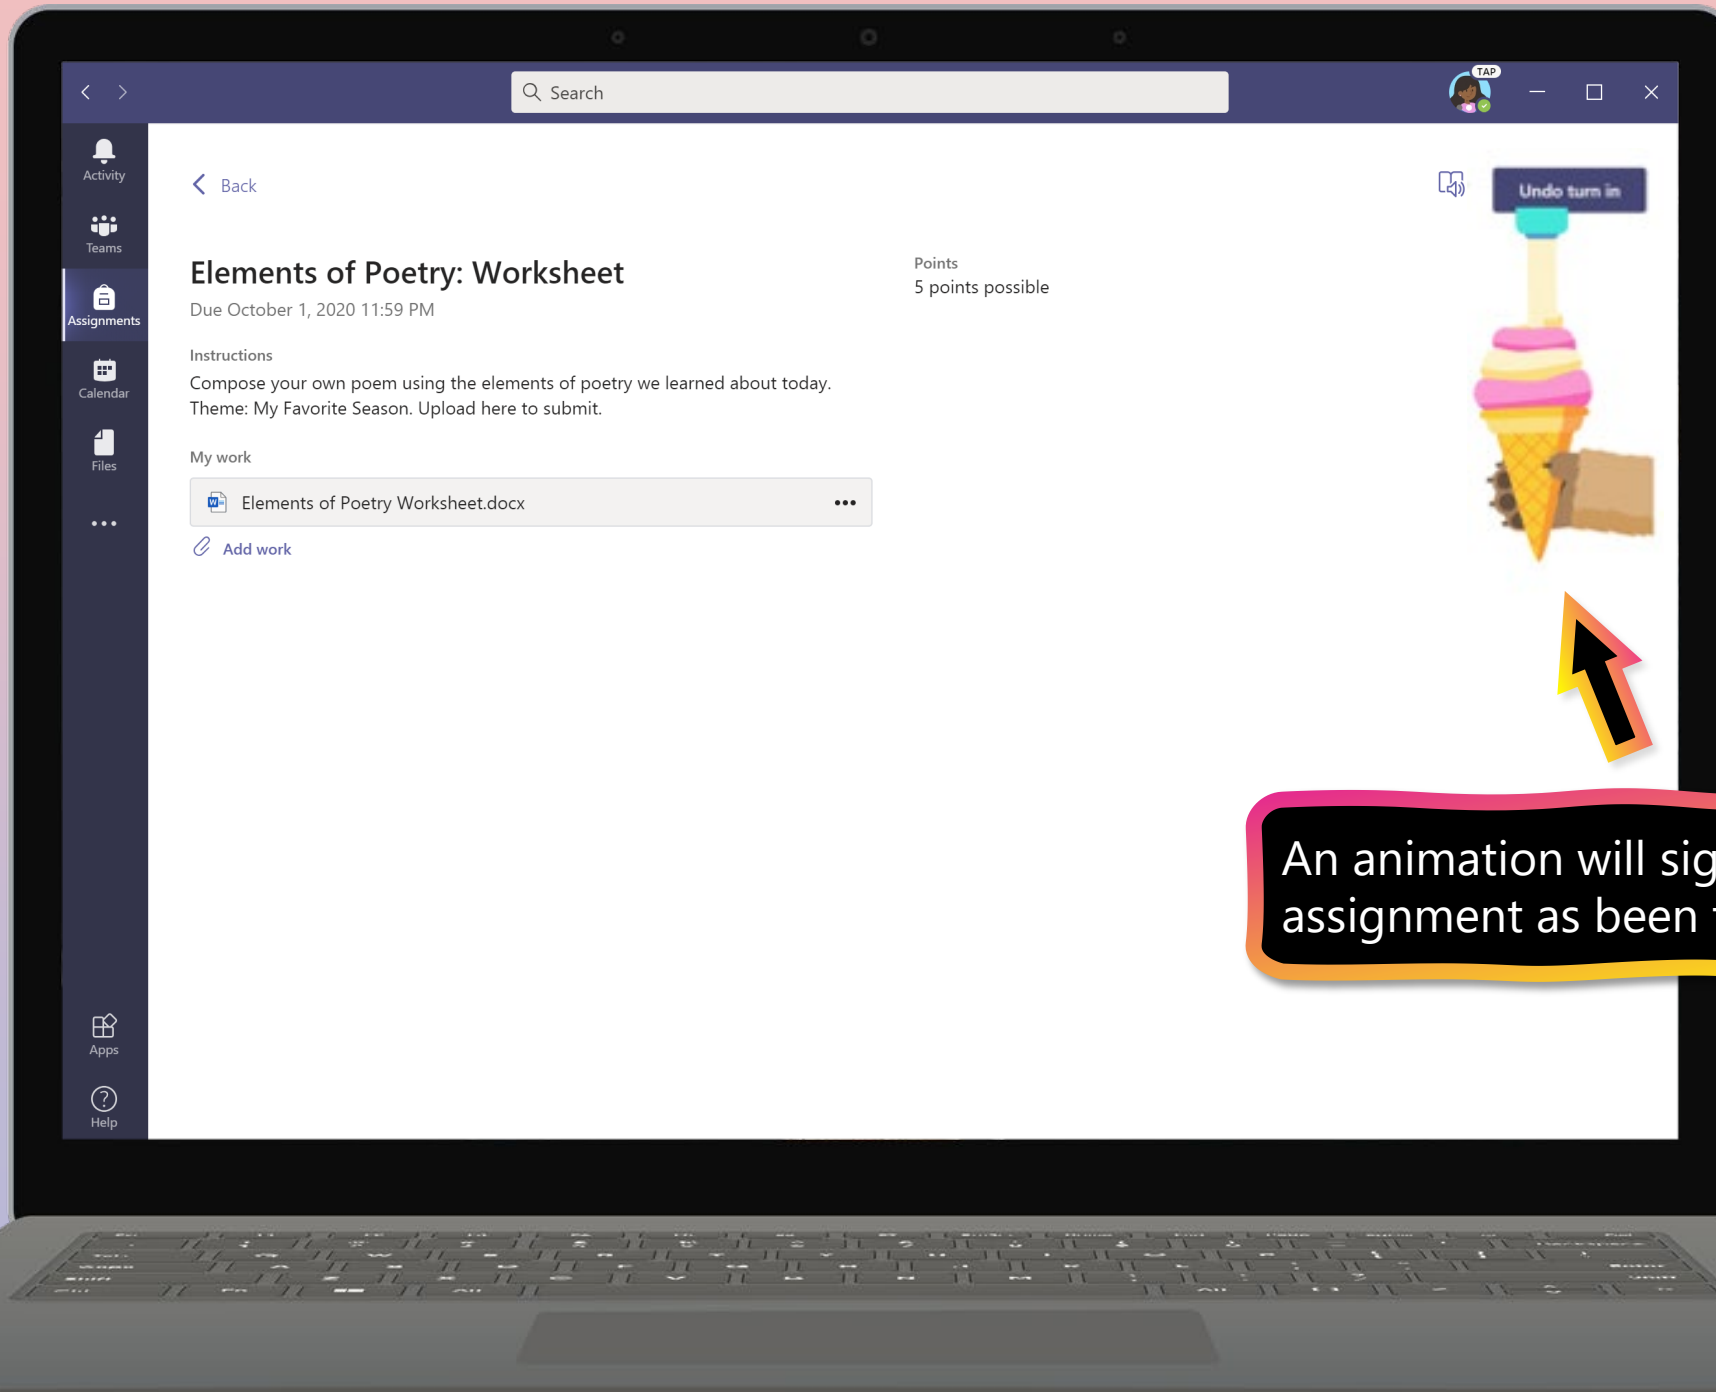 Search
TAP
Activity
Teams
Assignments
Calendar
Files
Apps
Help
Back
Undo turn in
Elements of Poetry: Worksheet
Due October 1, 2020 11:59 PM
Points
5 points possible
Instructions
Compose your own poem using the elements of poetry we learned about today.
Theme: My Favorite Season. Upload here to submit.
My work
Elements of Poetry Worksheet.docx
Add work
An animation will sig
assignment as been